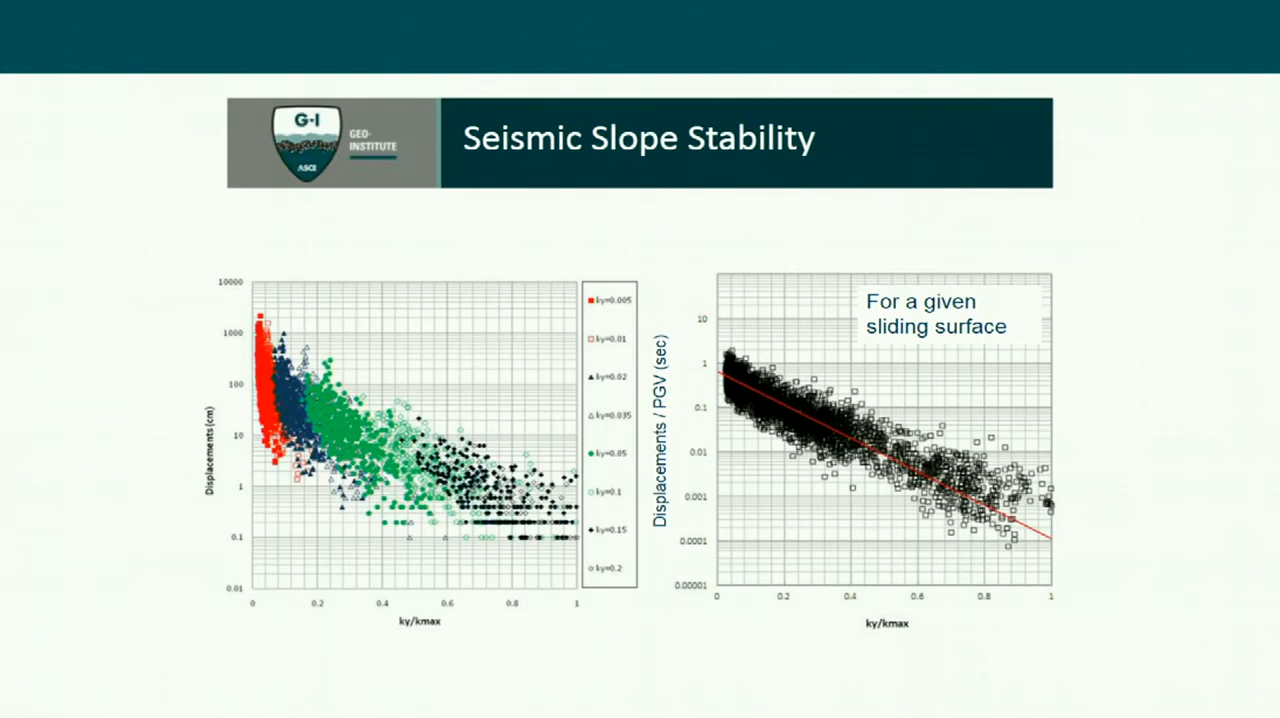 G-I
GEO-
INSTITUTE
ASCE
Seismic Slope Stability
10000
1000
100
10
1
0.1
0.01
Displacements (cm)
0
0.2
0.4
0.6
0.8
1
ky/kmax
ky=0.005
ky=0.01
ky=0.02
ky=0.035
ky=0.05
ky=0.1
ky=0.15
ky=0.2
For a given
sliding surface
Displacements / PGV (sec)
10
1
0.1
0.01
0.001
0.0001
0.00001
0
0.2
0.4
0.6
0.8
1
ky/kmax